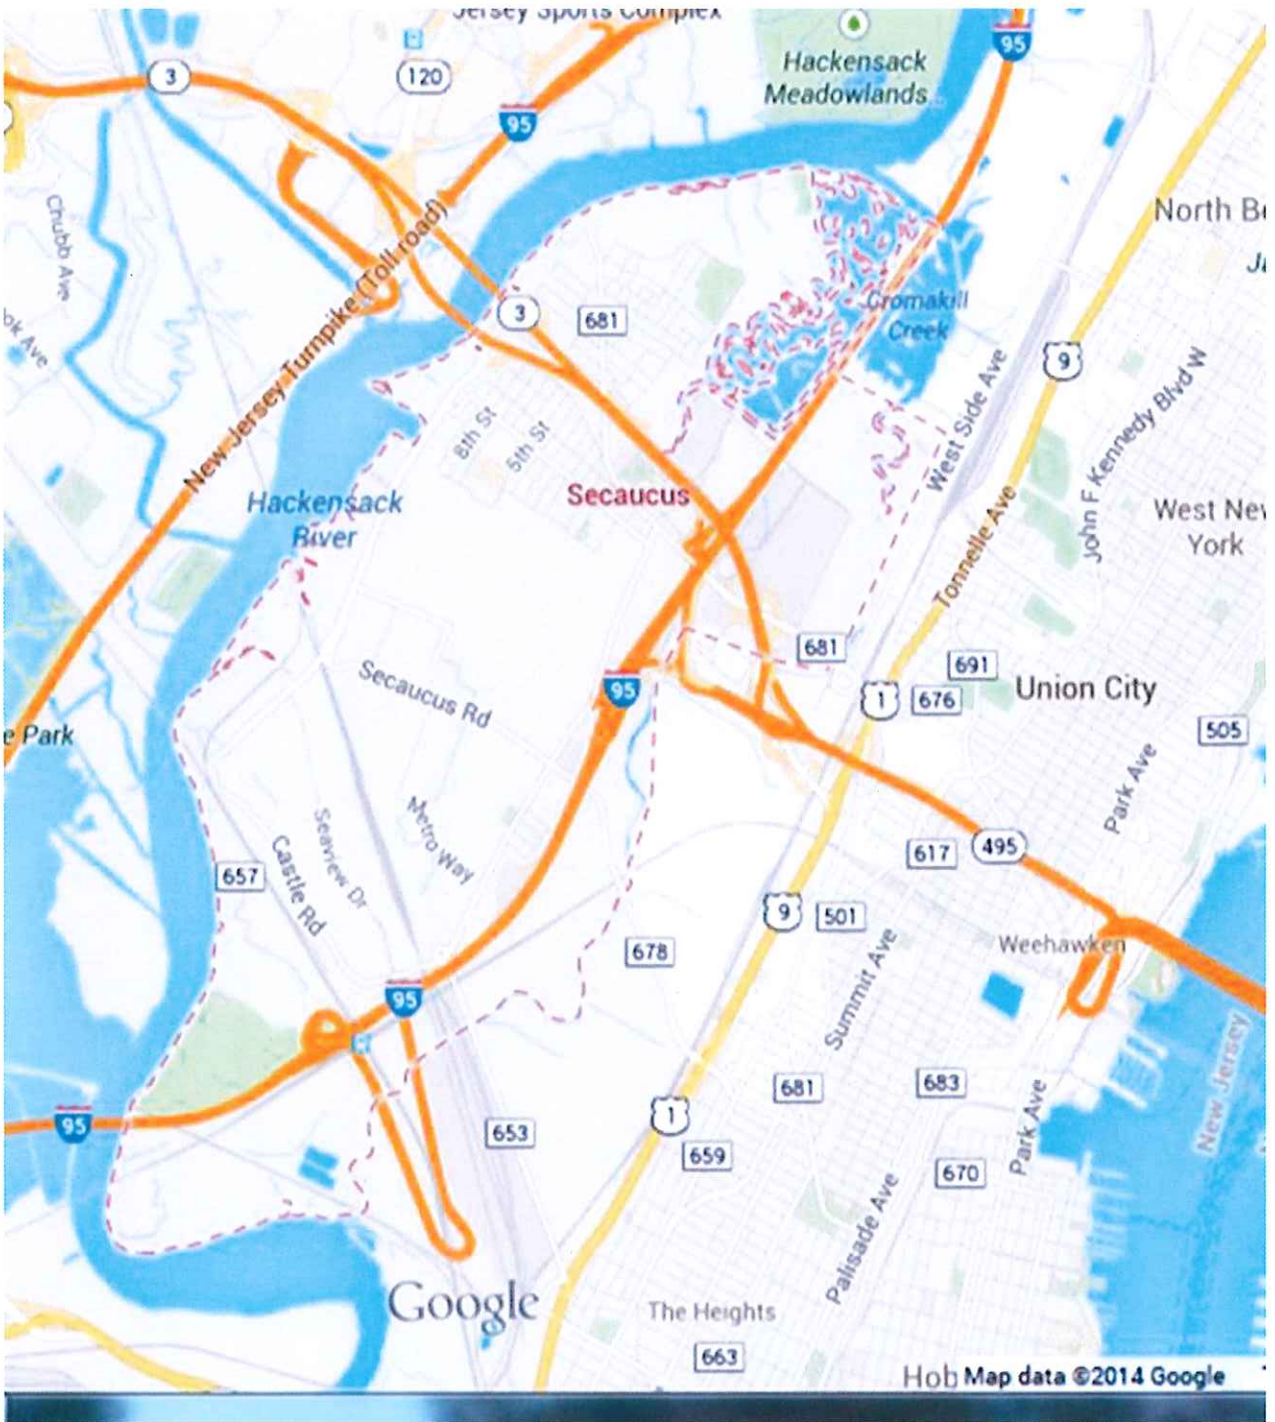 Jersey Sports Complex
95
3
120
Hackensack
Meadowlands..
95
Chubb Ave
North Be
New Jersey Turnpike (Toll road)
3
681
Cromakill
Creek
ok Ave
9
John F Kennedy Blvd W
West Side Ave
8th St
5th St
Secaucus
Hackensack
River
West New
York
Tonnelle Ave
681
691
Secaucus Rd
95
1
676
Union City
505
e Park
Park Ave
Metro Way
Seaview Dr
Castle Rd
657
617
495
9
501
Weehawken
678
Summit Ave
95
New Jersey
681
683
95
653
1
659
Park Ave
670
Palisade Ave
Google
The Heights
663
Hob
Map data ©2014 Google